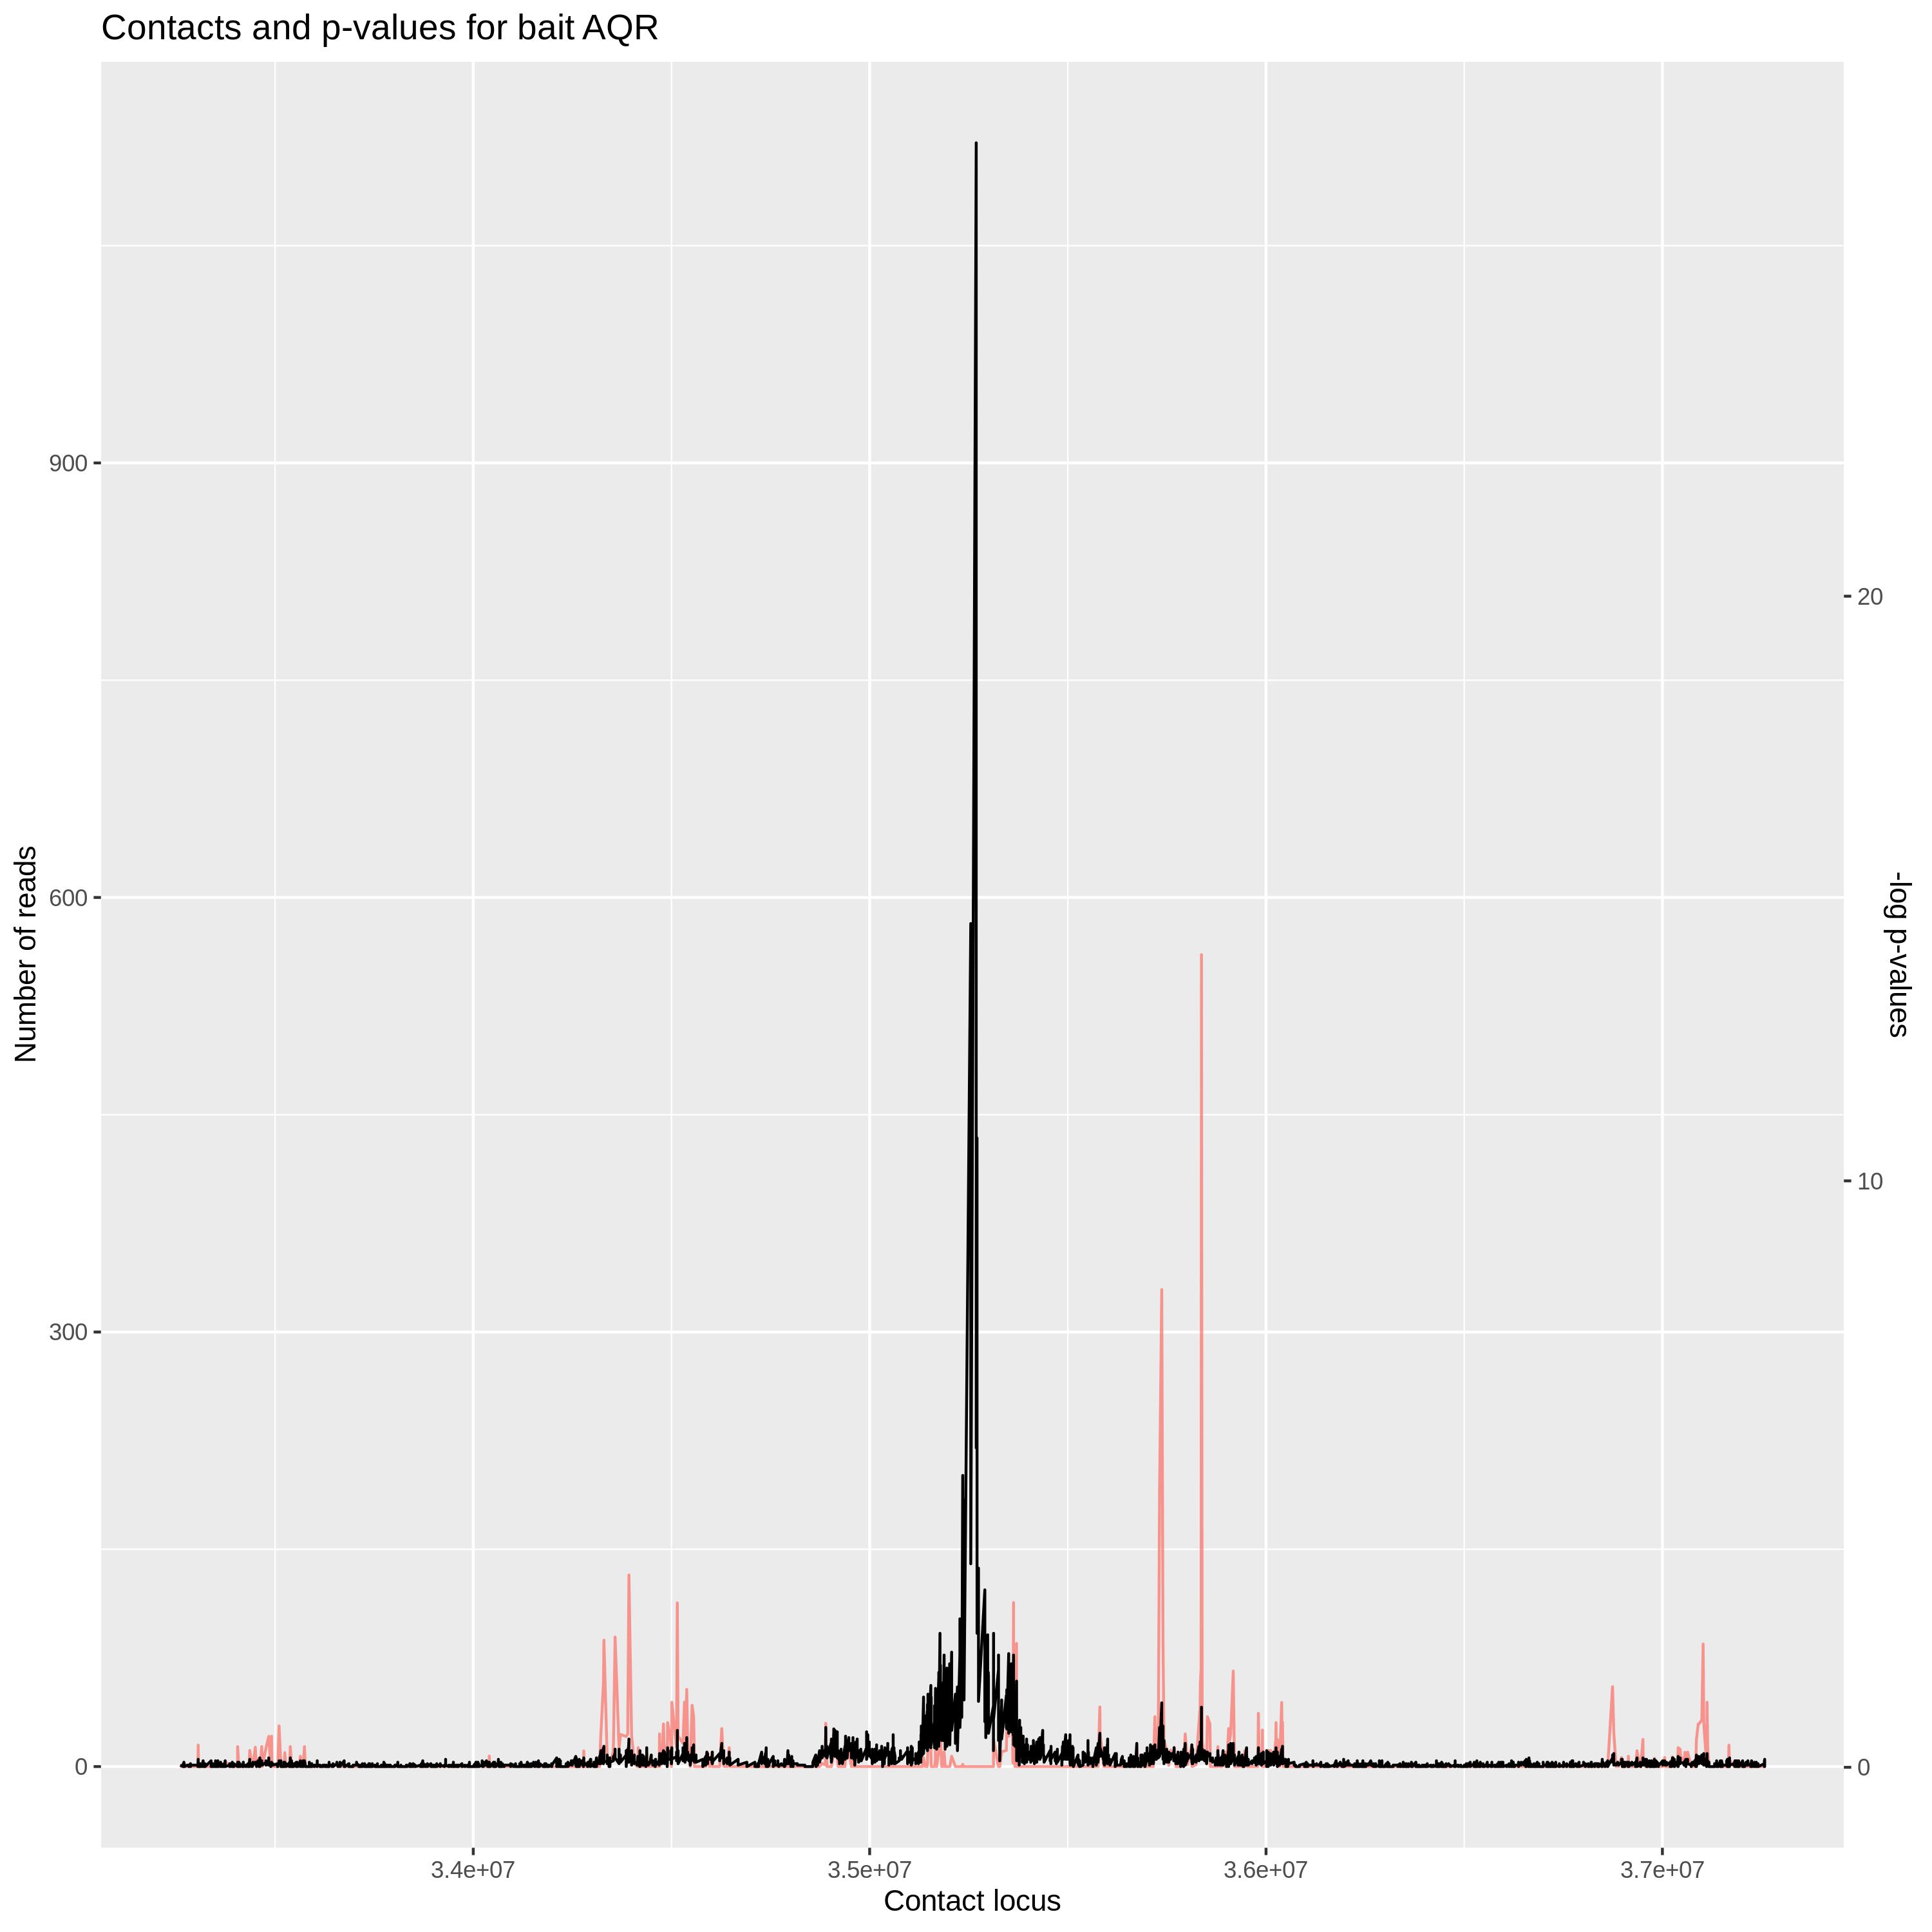 Contacts and p-values for bait AQR
Number of reads
900
600
300
0
20
10
0
-log p-values
3.4e+07
3.5e+07
3.6e+07
3.7e+07
Contact locus